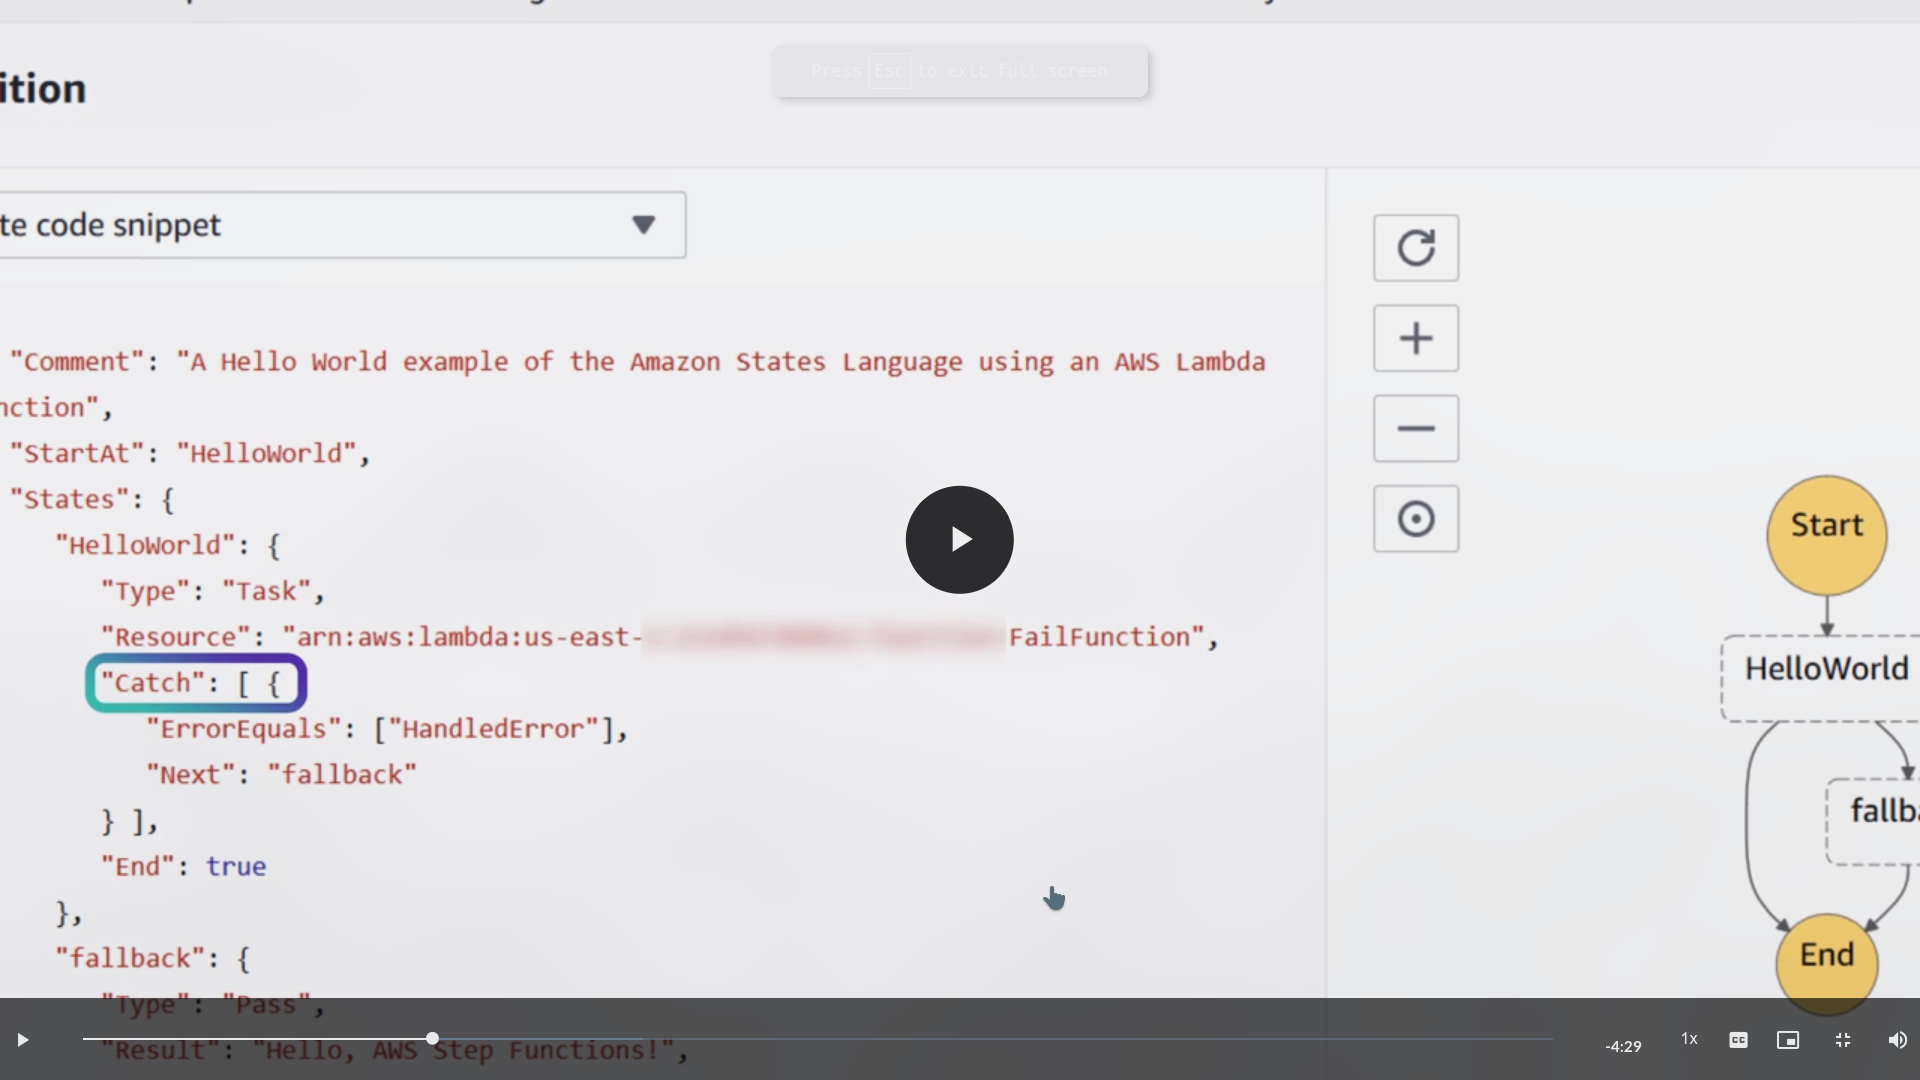 ition
Press Esc to exit full screen
te code snippet
"Comment": "A Hello World example of the Amazon States Language using an AWS Lambda
nction",
"StartAt": "HelloWorld",
"States": {
"HelloWorld": {
"Type": "Task",
"Resource": "arn:aws:lambda:us-east- FailFunction",
"Catch": [ {
"ErrorEquals": ["HandledError"],
"Next": "fallback"
} ],
"End": true
},
"fallback": {
"Type": "Pass",
"Result": "Hello, AWS Step Functions!",
Start
HelloWorld
fallba
End
-4:29
1x
CC